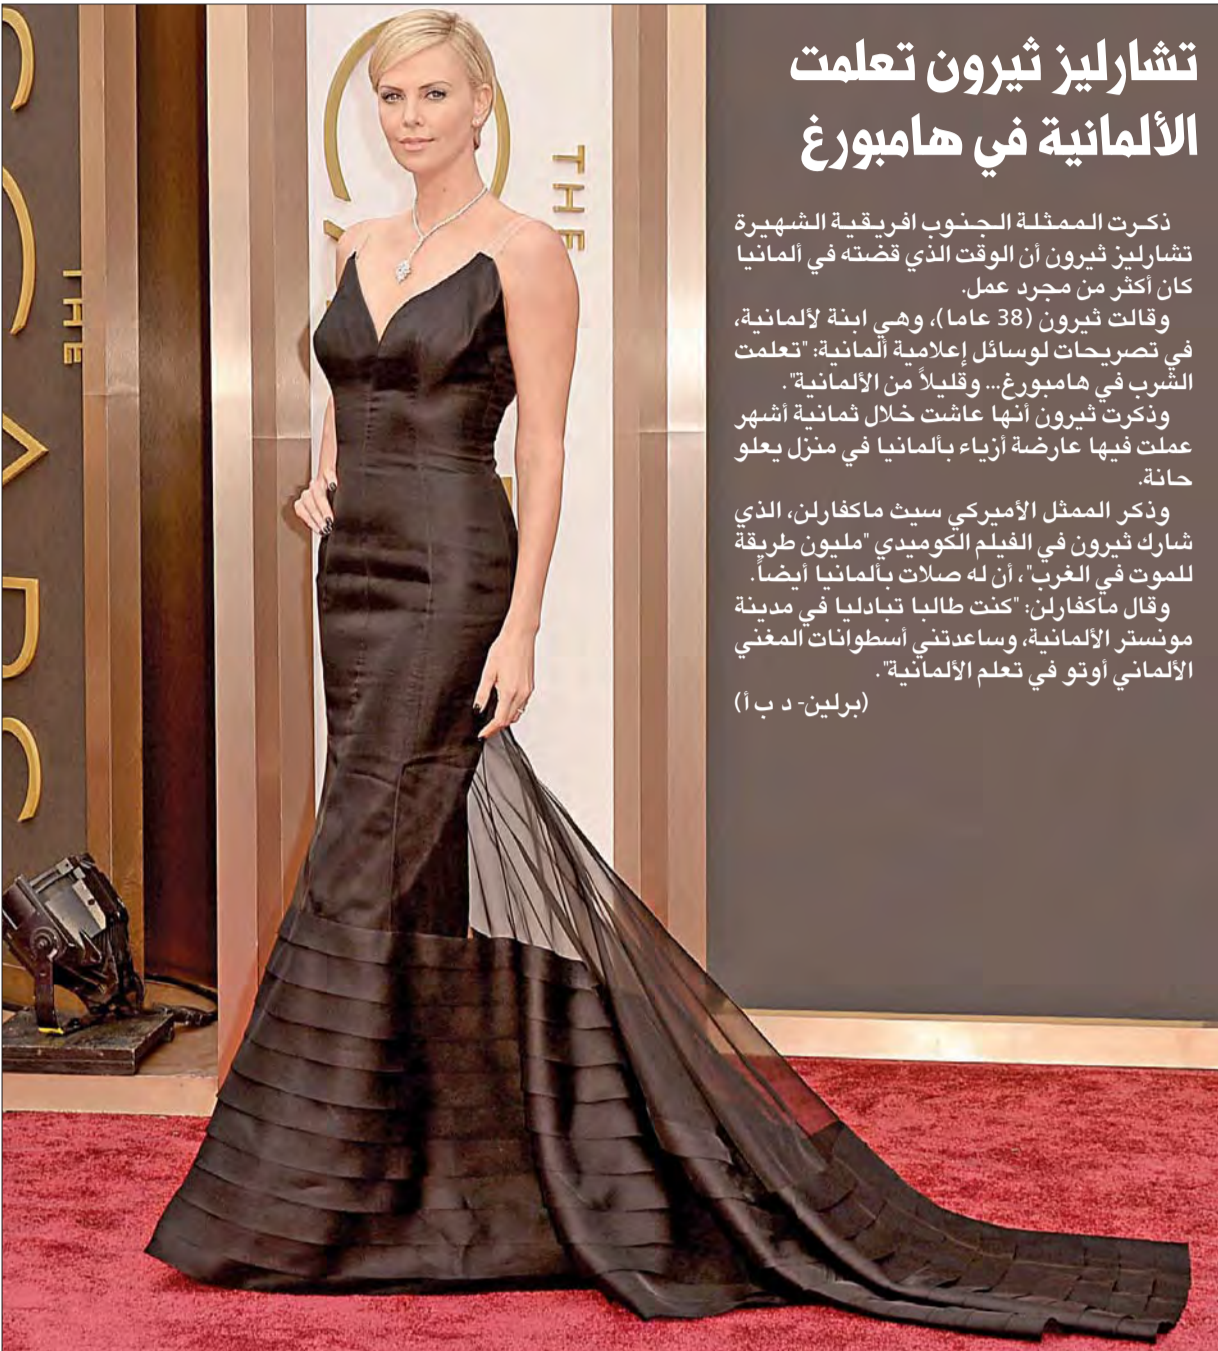 تشارليز ثيرون تعلمت
الألمانية في هامبورغ
ذكرت الممثلة الجنوب افريقية الشهيرة
تشارليز ثيرون أن الوقت الذي قضته في ألمانيا
كان أكثر من مجرد عمل.
وقالت ثيرون (38 عاما)، وهي ابنة لألمانية،
في تصريحات لوسائل إعلامية ألمانية: "تعلمت
الشرب في هامبورغ... وقليلاً من الألمانية".
وذكرت ثيرون أنها عاشت خلال ثمانية أشهر
عملت فيها عارضة أزياء بألمانيا في منزل يعلو
حانة.
وذكر الممثل الأميركي سيث ماكفارلن، الذي
شارك ثيرون في الفيلم الكوميدي "مليون طريقة
للموت في الغرب"، أن له صلات بألمانيا أيضاً.
وقال ماكفارلن: "كنت طالبا تبادليا في مدينة
مونستر الألمانية، وساعدتني أسطوانات المغني
الألماني أوتو في تعلم الألمانية".
(برلين- د ب أ)
THE
THE